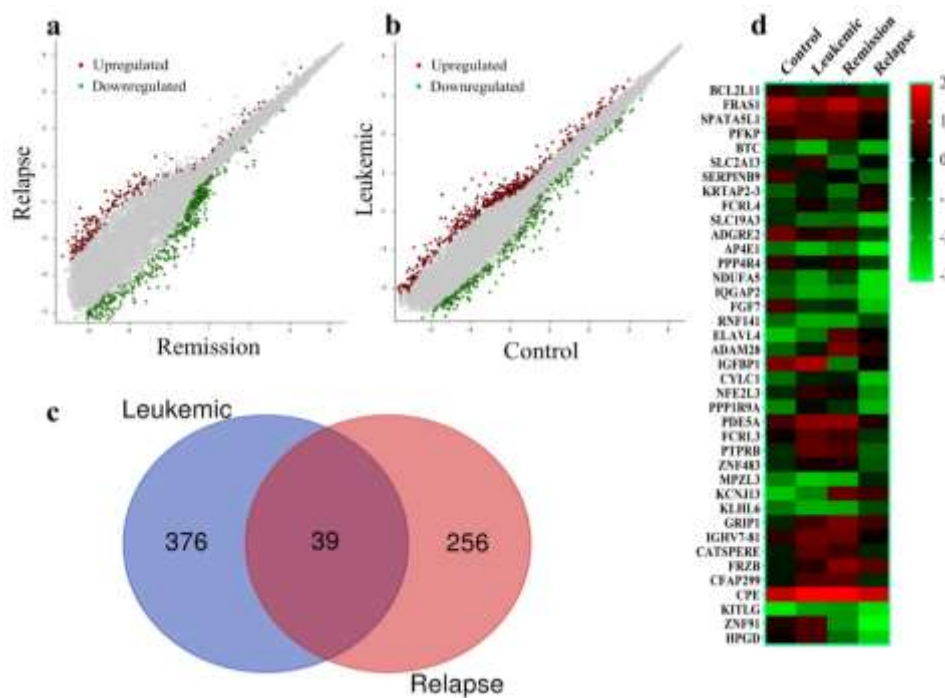 a
Upregulated
Downregulated
Relapse
Remission
b
Upregulated
Downregulated
Leukemic
Control
c
Leukemic
376
39
256
Relapse
d
Control
Leukemic
Remission
Relapse
BCL2L11
FRAS1
SPATA5L1
PFKP
BTC
SLC2A13
SERPINB9
KRTAP2-3
FCRL4
SLC19A3
ADGRE2
AP4E1
PPP4R4
NDUFA5
IQGAP2
FGF7
RNF141
ELAVL4
ADAM28
IGFBP1
CYLC1
NFE2L3
PPP1R9A
PDE5A
FCRL3
PTPRB
ZNF483
MPZL3
KCNJ13
KLHL6
GRIP1
IGHV7-81
CATSPERE
FRZB
CFAP299
CPE
KITLG
ZNF91
HPGD
2